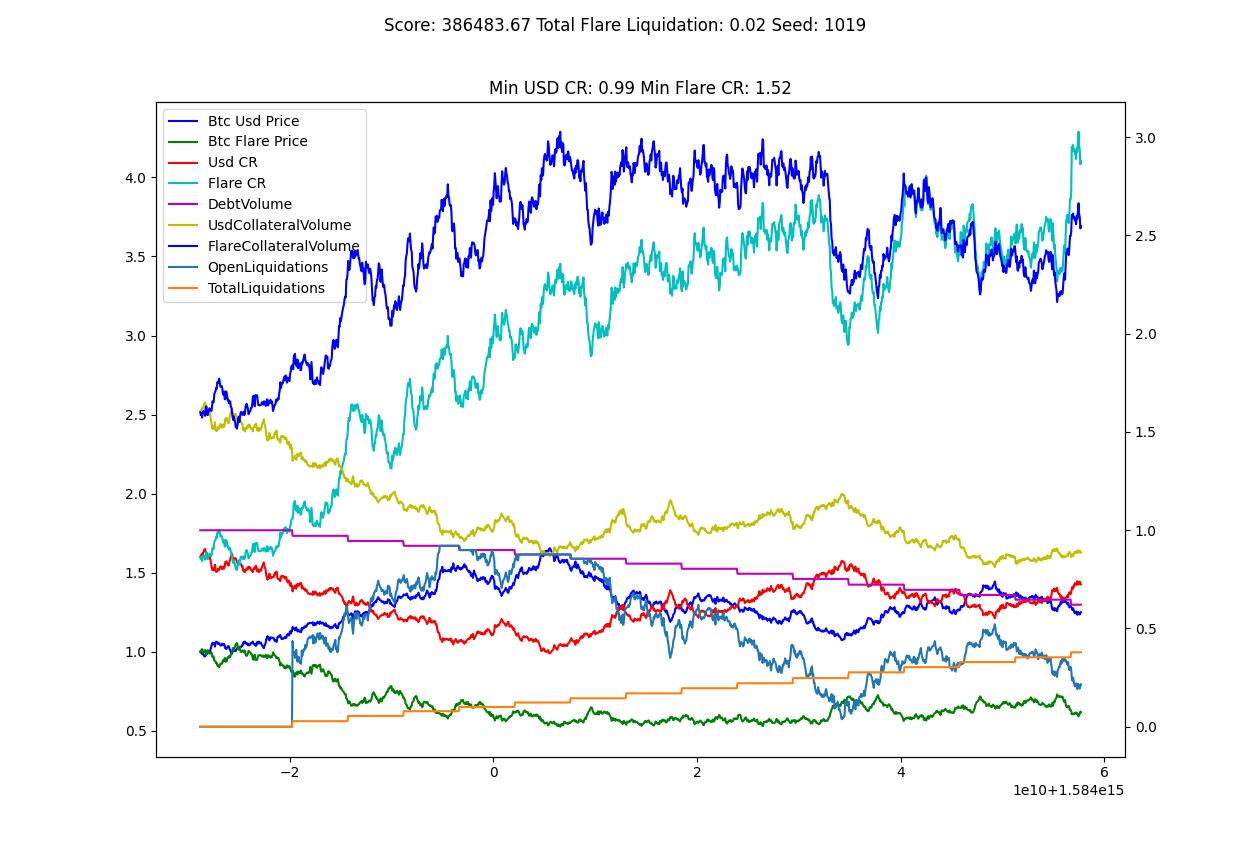 Score: 386483.67 Total Flare Liquidation: 0.02 Seed: 1019
Min USD CR: 0.99 Min Flare CR: 1.52
Btc Usd Price
Btc Flare Price
Usd CR
Flare CR
DebtVolume
UsdCollateralVolume
FlareCollateralVolume
OpenLiquidations
TotalLiquidations
4.0
3.5
3.0
2.5
2.0
1.5
1.0
0.5
3.0
2.5
2.0
1.5
1.0
0.5
0.0
−2 0 2 4 6
1e10+1.584e15